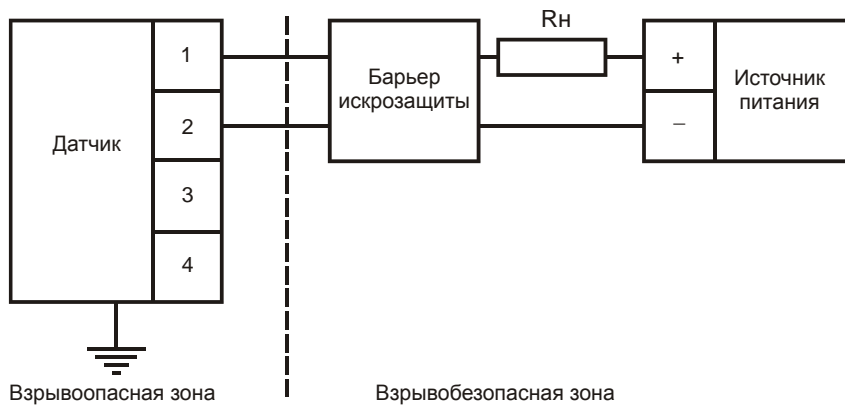 Rн
1
+
Барьер
искрозащиты
Источник
питания
2
–
Датчик
3
4
Взрывоопасная зона
Взрывобезопасная зона